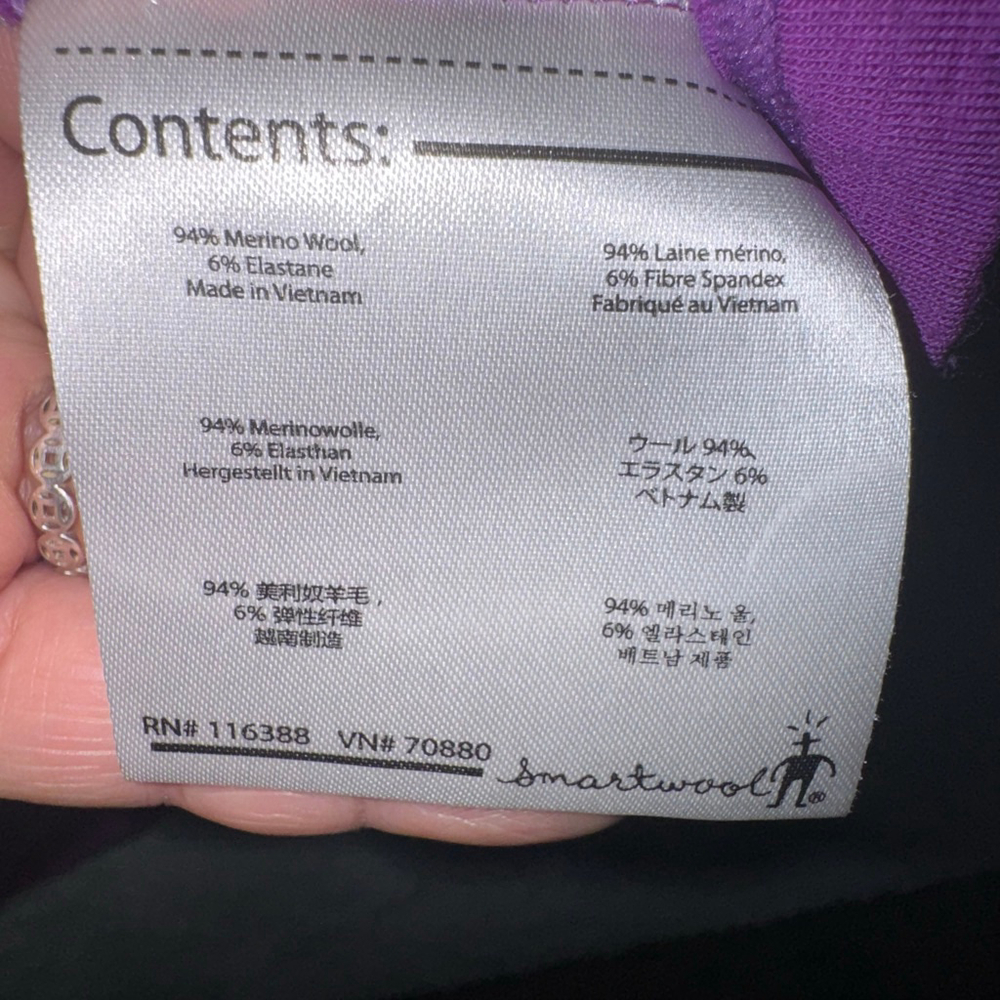 Contents:
94% Merino Wool,
6% Elastane
Made in Vietnam
94% Laine mérino,
6% Fibre Spandex
Fabriqué au Vietnam
94% Merinowolle,
6% Elasthan
Hergestellt in Vietnam
ウール 94%、
エラスタン 6%
ベトナム製
94% 美利奴羊毛 ,
6% 弹性纤维
越南制造
94% 메리노 울,
6% 엘라스테인
베트남 제품
RN# 116388 VN# 70880
Smartwool®